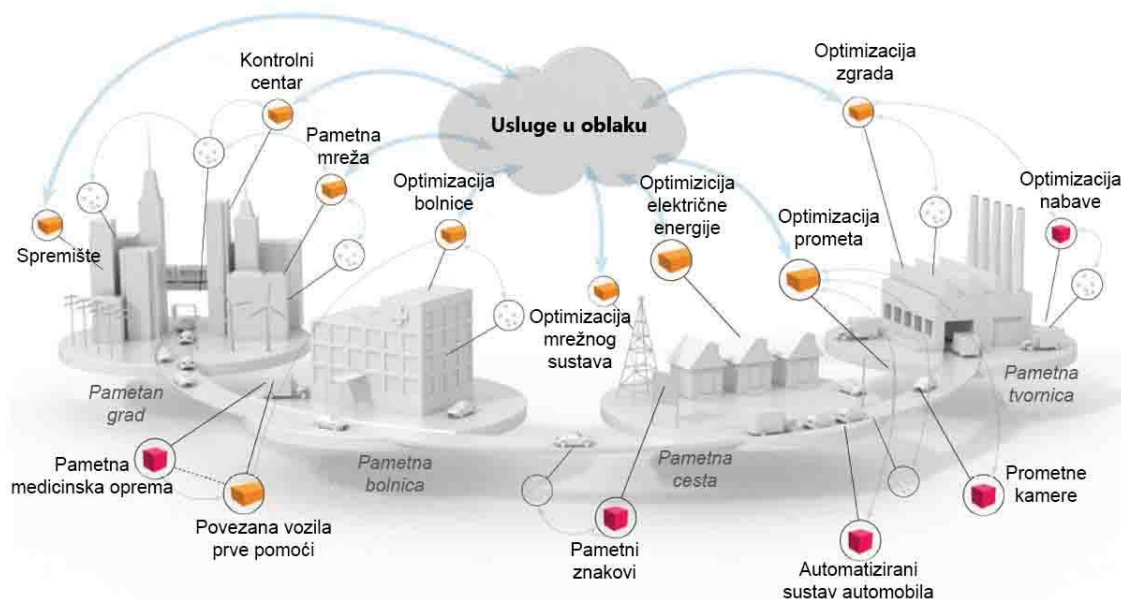 Kontrolni
centar
Usluge u oblaku
Optimizacija
zgrada
Pametna
mreža
Optimizacija
bolnice
Optimizicija
električne
energije
Optimizacija
prometa
Optimizacija
nabave
Spremište
Optimizacija
mrežnog
sustava
Pametan
grad
Pametna
tvornica
Pametna
bolnica
Pametna
cesta
Pametna
medicinska oprema
Povezana vozila
prve pomoći
Pametni
znakovi
Automatizirani
sustav automobila
Prometne
kamere